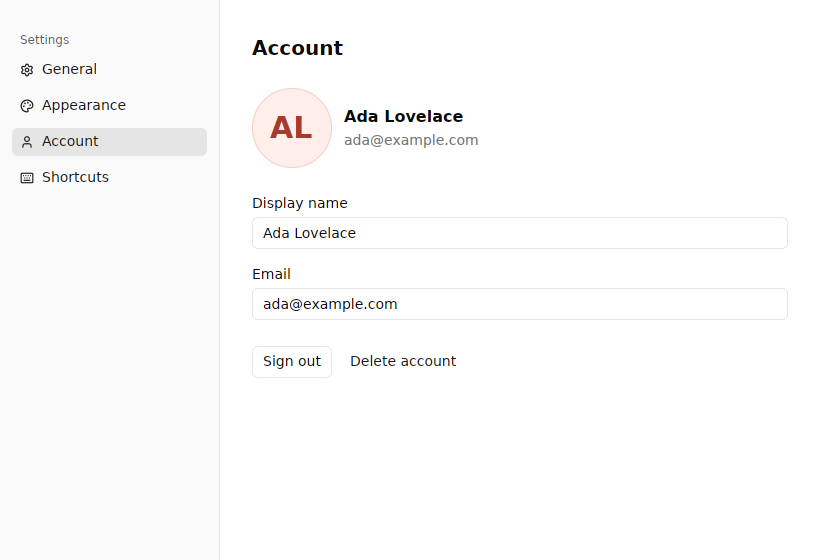 Settings
General
Appearance
Account
Shortcuts
Account
AL
Ada Lovelace
ada@example.com
Display name
Ada Lovelace
Email
ada@example.com
Sign out Delete account